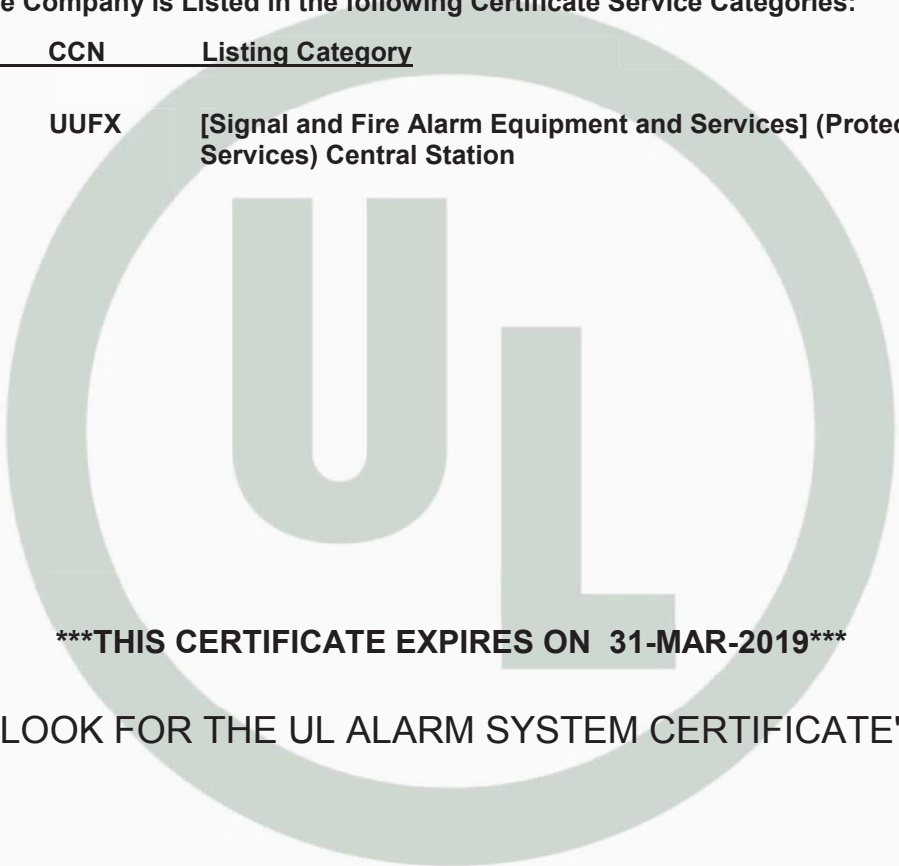 e Company is Listed in the following Certificate Service Categories:
CCN Listing Category
UUFX [Signal and Fire Alarm Equipment and Services] (Protec
Services) Central Station
UL
***THIS CERTIFICATE EXPIRES ON 31-MAR-2019***
LOOK FOR THE UL ALARM SYSTEM CERTIFICATE"